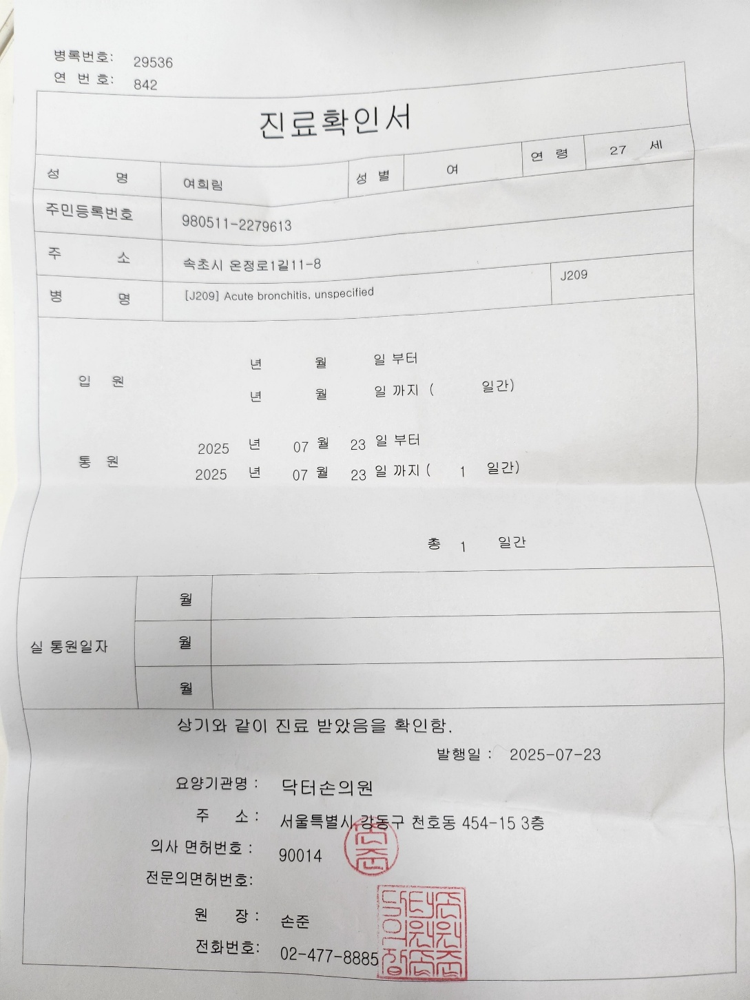 병록번호: 29536
연 번 호: 842
진료확인서
성 명 여희림 성 별 여 연 령 27 세
주민등록번호 980511-2279613
주 소 속초시 온정로1길11-8
병 명 [J209] Acute bronchitis, unspecified J209
입 원 년 월 일 부터
년 월 일 까지 ( 일간)
통 원 2025 년 07 월 23 일 부터
2025 년 07 월 23 일 까지 ( 1 일간)
총 1 일간
실 통원일자
월
월
월
상기와 같이 진료 받았음을 확인함.
발행일 : 2025-07-23
요양기관명 : 닥터손의원
주 소 : 서울특별시 강동구 천호동 454-15 3층
의사 면허번호 : 90014
손준
전문의면허번호:
원 장 : 손준
전화번호: 02-477-8885
닥터손
의원원
장손준